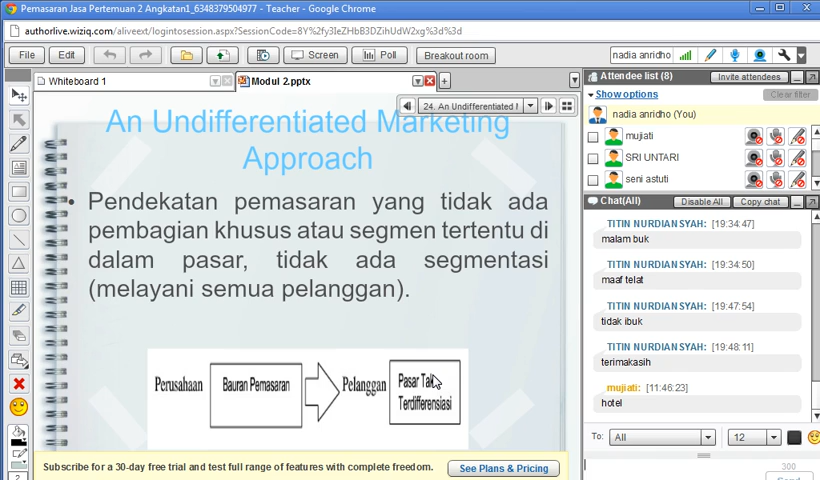 Pemasaran Jasa Pertemuan 2 Angkatan1_6348379504977 - Teacher - Google Chrome
authorlive.wiziq.com/aliveext/logintosession.aspx?SessionCode=8Y%2fy3IeZHbB3DZihUdW2xg%3d%3d
File Edit Screen Poll Breakout room nadia anridho
Whiteboard 1 Modul 2.pptx
24. An Undifferentiated
An Undifferentiated Marketing
Approach
• Pendekatan pemasaran yang tidak ada
pembagian khusus atau segmen tertentu di
dalam pasar, tidak ada segmentasi
(melayani semua pelanggan).
Perusahaan Bauran Pemasaran Pelanggan Pasar Tak
Terdifferensiasi
Subscribe for a 30-day free trial and test full range of features with complete freedom. See Plans & Pricing
Attendee list (8) Invite attendees
Show options Clear filter
nadia anridho (You)
mujiati
SRI UNTARI
seni astuti
Chat(All) Disable All Copy chat
TITIN NURDIANSYAH: [19:34:47]
malam buk
TITIN NURDIANSYAH: [19:34:50]
maaf telat
TITIN NURDIANSYAH: [19:47:54]
tidak ibuk
TITIN NURDIANSYAH: [19:48:11]
terimakasih
mujiati: [11:46:23]
hotel
To: All 12
300
Send